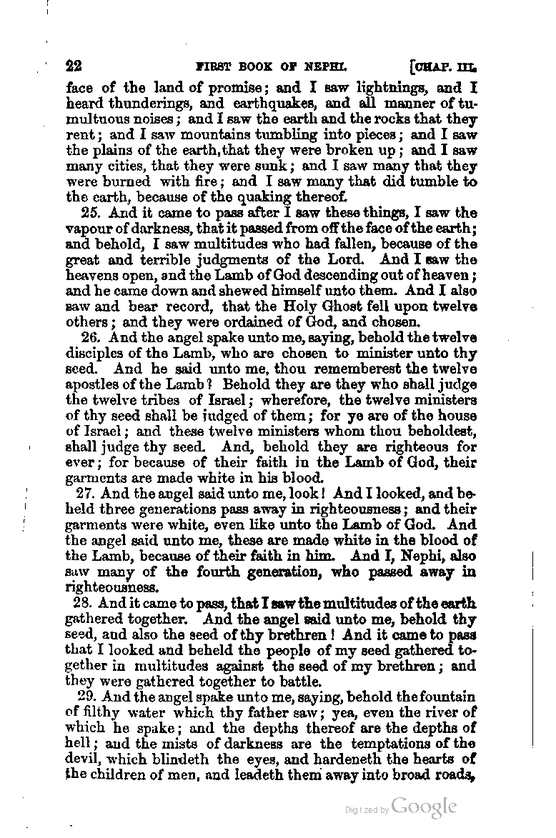 22 FIRST BOOK OF NEPHI. [CHAP. III.
face of the land of promise; and I saw lightnings, and I
heard thunderings, and earthquakes, and all manner of tu-
multuous noises; and I saw the earth and the rocks that they
rent; and I saw mountains tumbling into pieces; and I saw
the plains of the earth, that they were broken up; and I saw
many cities, that they were sunk; and I saw many that they
were burned with fire; and I saw many that did tumble to
the earth, because of the quaking thereof.
25. And it came to pass after I saw these things, I saw the
vapour of darkness, that it passed from off the face of the earth;
and behold, I saw multitudes who had fallen, because of the
great and terrible judgments of the Lord. And I saw the
heavens open, and the Lamb of God descending out of heaven;
and he came down and shewed himself unto them. And I also
saw and bear record, that the Holy Ghost fell upon twelve
others; and they were ordained of God, and chosen.
26. And the angel spake unto me, saying, behold the twelve
disciples of the Lamb, who are chosen to minister unto thy
seed. And he said unto me, thou rememberest the twelve
apostles of the Lamb? Behold they are they who shall judge
the twelve tribes of Israel; wherefore, the twelve ministers
of thy seed shall be judged of them; for ye are of the house
of Israel; and these twelve ministers whom thou beholdest,
shall judge thy seed. And, behold they are righteous for
ever; for because of their faith in the Lamb of God, their
garments are made white in his blood.
27. And the angel said unto me, look! And I looked, and be-
held three generations pass away in righteousness; and their
garments were white, even like unto the Lamb of God. And
the angel said unto me, these are made white in the blood of
the Lamb, because of their faith in him. And I, Nephi, also
saw many of the fourth generation, who passed away in
righteousness.
28. And it came to pass, that I saw the multitudes of the earth
gathered together. And the angel said unto me, behold thy
seed, and also the seed of thy brethren! And it came to pass
that I looked and beheld the people of my seed gathered to-
gether in multitudes against the seed of my brethren; and
they were gathered together to battle.
29. And the angel spake unto me, saying, behold the fountain
of filthy water which thy father saw; yea, even the river of
which he spake; and the depths thereof are the depths of
hell; and the mists of darkness are the temptations of the
devil, which blindeth the eyes, and hardeneth the hearts of
the children of men, and leadeth them away into broad roads,
Digitized by Google